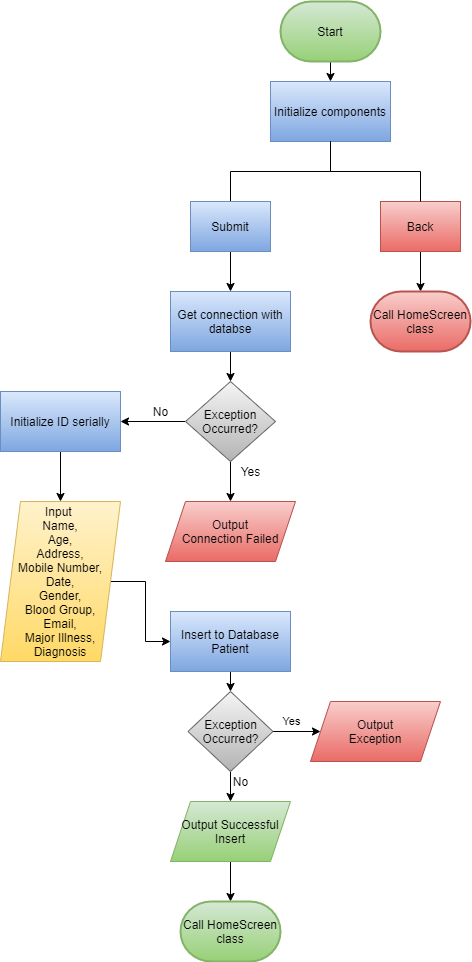 Start
Initialize components
Submit
Back
Get connection with
databse
Call HomeScreen
class
Exception
Occurred?
No
Initialize ID serially
Yes
Input
Name,
Age,
Address,
Mobile Number,
Date,
Gender,
Blood Group,
Email,
Major Illness,
Diagnosis
Output
Connection Failed
Insert to Database
Patient
Exception
Occurred?
Yes
Output
Exception
No
Output Successful
Insert
Call HomeScreen
class